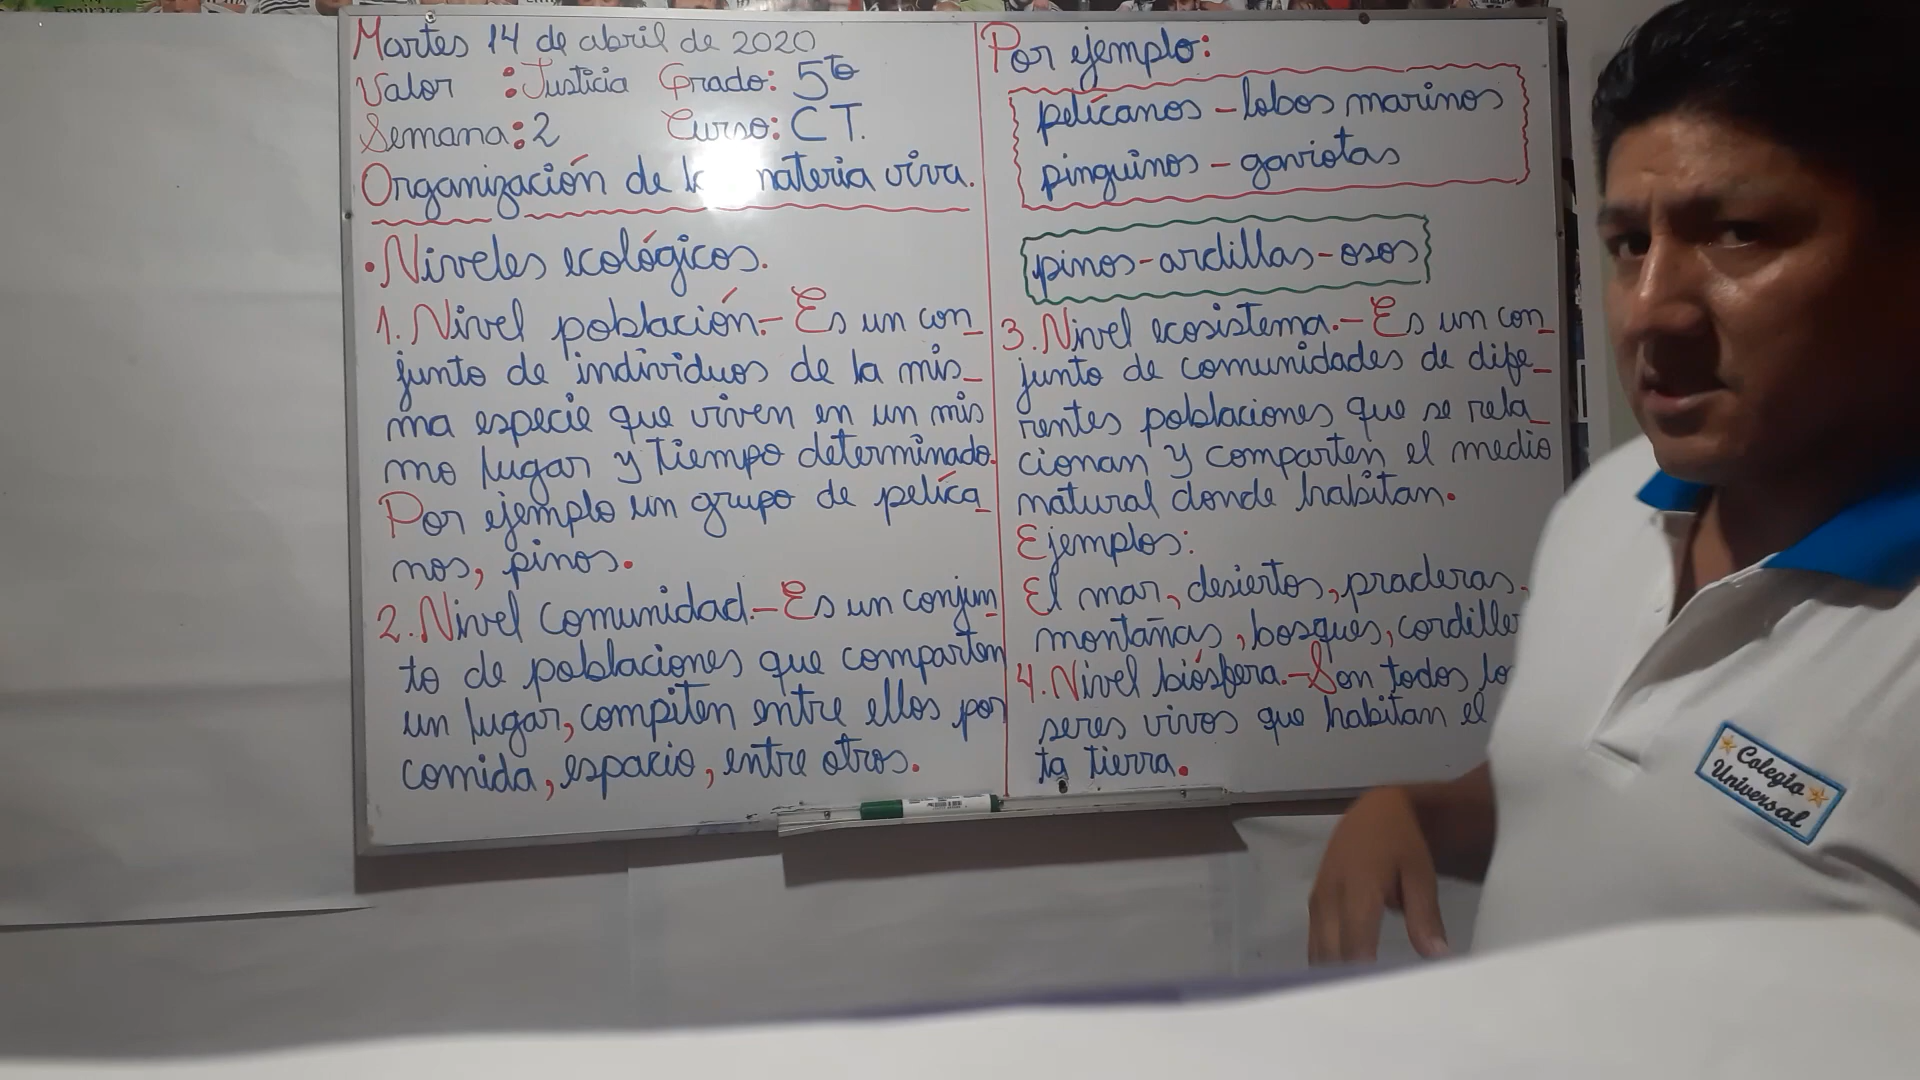 Martes 14 de abril de 2020
Valor : Justicia Grado: 5to
Semana: 2 Curso: CT.
Organización de materia viva.
• Niveles ecológicos.
1. Nivel población.- Es un con_
junto de individuos de la mis_
ma especie que viven en un mis
mo lugar y tiempo determinado.
Por ejemplo un grupo de pelíca_
nos, pinos.
2. Nivel comunidad.- Es un conjun_
to de poblaciones que comparten
un lugar, compiten entre ellos por
comida, espacio, entre otros.
Por ejemplo:
pelícanos - lobos marinos
pinguinos - gaviotas
pinos - ardillas - osos
3. Nivel ecosistema.- Es un con_
junto de comunidades de dife_
rentes poblaciones que se rela_
cionan y comparten el medio
natural donde habitan.
Ejemplos:
El mar, desiertos, praderas,
montañas, bosques, cordiller
4. Nivel biósfera.- Son todos lo
seres vivos que habitan el
ta tierra.
Colegio
Universal